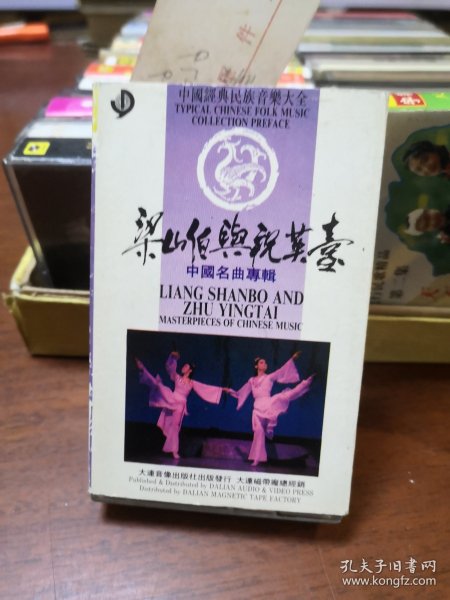 件
中國經典民族音樂大全
TYPICAL CHINESE FOLK MUSIC
COLLECTION PREFACE
梁山伯與祝英臺
中國名曲專輯
LIANG SHANBO AND
ZHU YINGTAI
MASTERPIECES OF CHINESE MUSIC
大連音像出版社出版發行 大連磁帶廠總經銷
Published & Distributed by DALIAN AUDIO & VIDEO PRESS
Distributed by DALIAN MAGNETIC TAPE FACTORY
第二集
孔夫子旧书网
www.kongfz.com